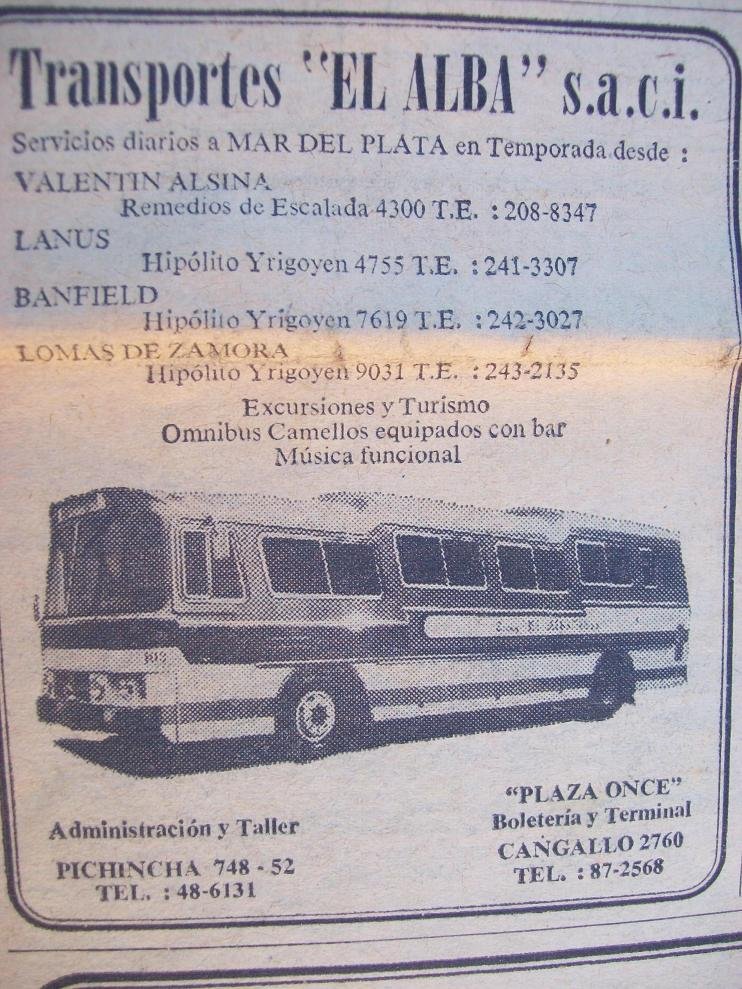 Transportes "EL ALBA" s.a.c.i.
Servicios diarios a MAR DEL PLATA en Temporada desde :
VALENTIN ALSINA
Remedios de Escalada 4300 T.E. : 208-8347
LANUS
Hipólito Yrigoyen 4755 T.E. : 241-3307
BANFIELD
Hipólito Yrigoyen 7619 T.E. : 242-3027
LOMAS DE ZAMORA
Hipólito Yrigoyen 9031 T.E. : 243-2135
Excursiones y Turismo
Omnibus Camellos equipados con bar
Música funcional
El Alba
Administración y Taller
PICHINCHA 748 - 52
TEL. : 48-6131
"PLAZA ONCE"
Boletería y Terminal
CANGALLO 2760
TEL. : 87-2568